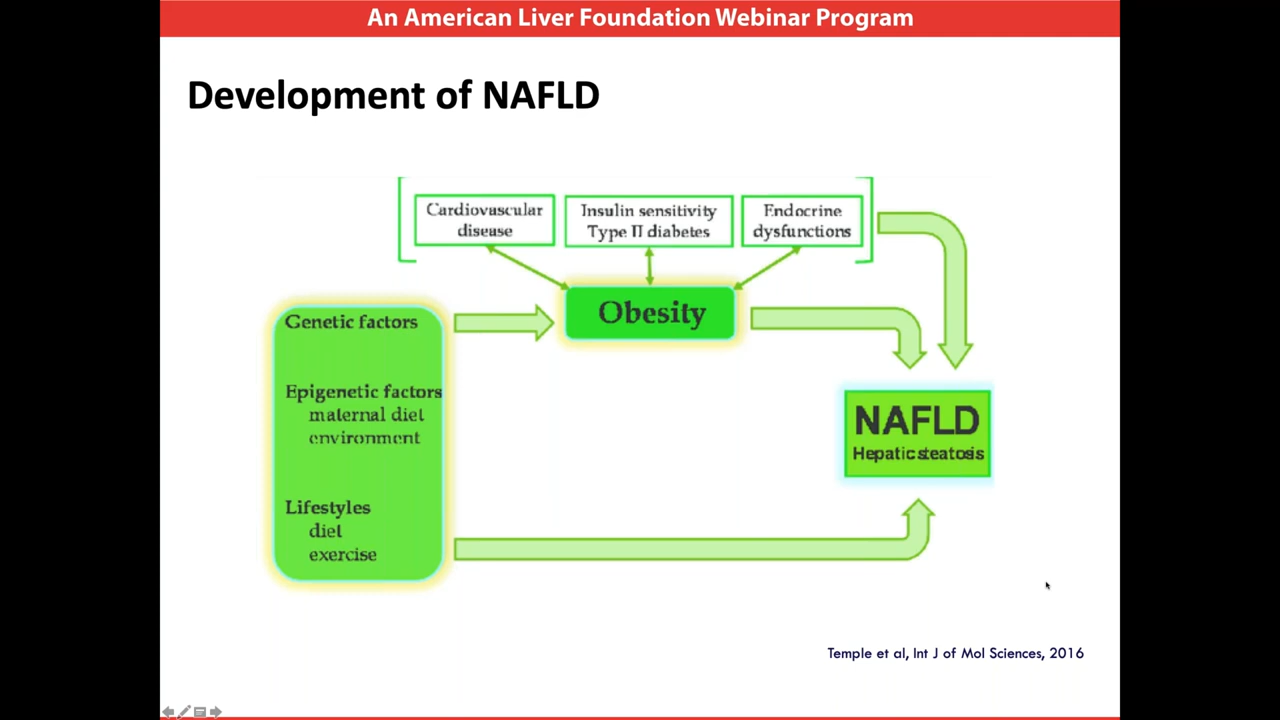 An American Liver Foundation Webinar Program
Development of NAFLD
Cardiovascular
disease
Insulin sensitivity
Type II diabetes
Endocrine
dysfunctions
Obesity
Genetic factors
Epigenetic factors
maternal diet
environment
Lifestyles
diet
exercise
NAFLD
Hepatic steatosis
Temple et al, Int J of Mol Sciences, 2016